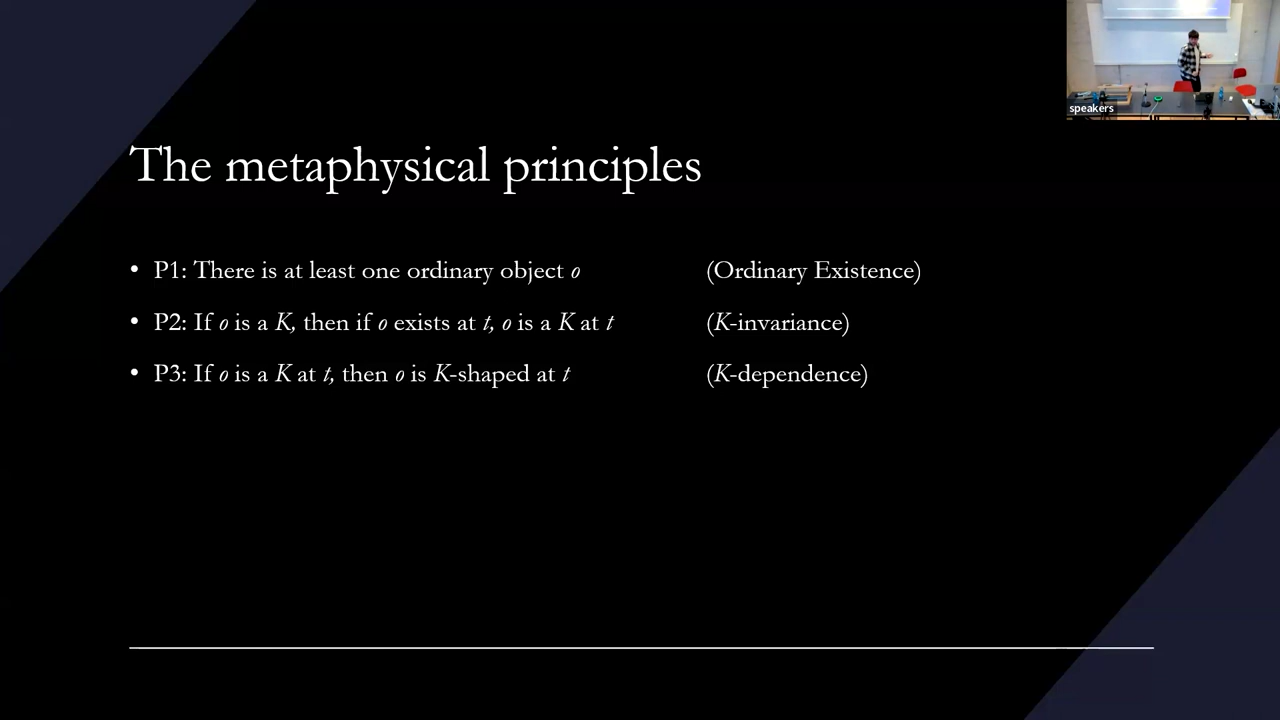 speakers
The metaphysical principles
• P1: There is at least one ordinary object o (Ordinary Existence)
• P2: If o is a K, then if o exists at t, o is a K at t (K-invariance)
• P3: If o is a K at t, then o is K-shaped at t (K-dependence)